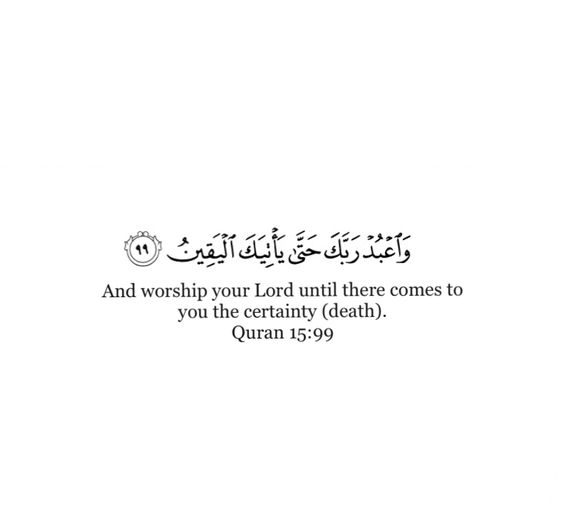 وَٱعْبُدْ رَبَّكَ حَتَّىٰ يَأْتِيَكَ ٱلْيَقِينُ ٩٩
And worship your Lord until there comes to
you the certainty (death).
Quran 15:99